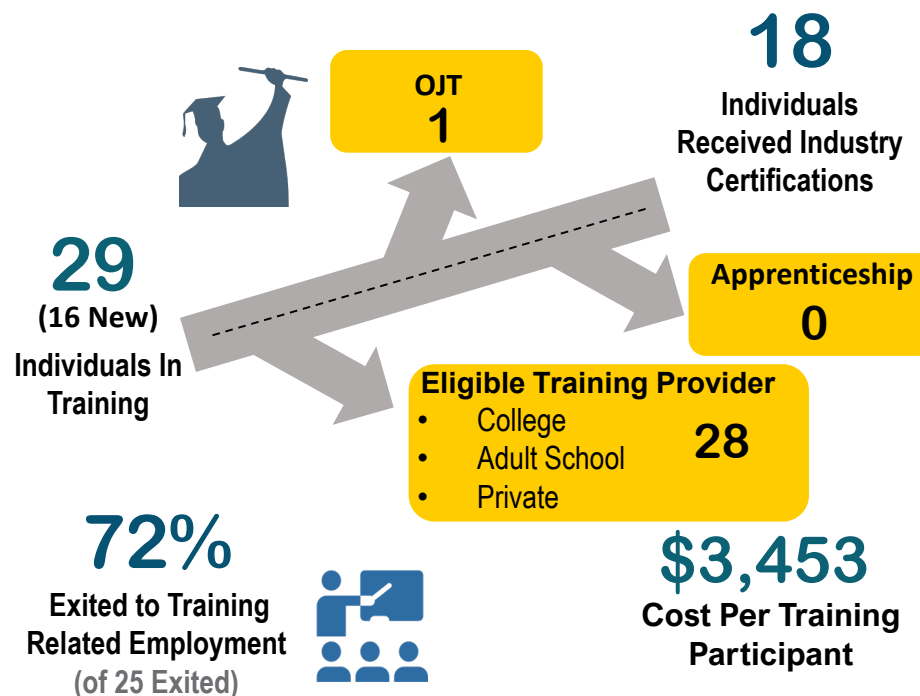 OJT
1
18
Individuals
Received Industry
Certifications
29
(16 New)
Individuals In
Training
Apprenticeship
0
Eligible Training Provider
• College
• Adult School
• Private
28
72%
Exited to Training
Related Employment
(of 25 Exited)
$3,453
Cost Per Training
Participant